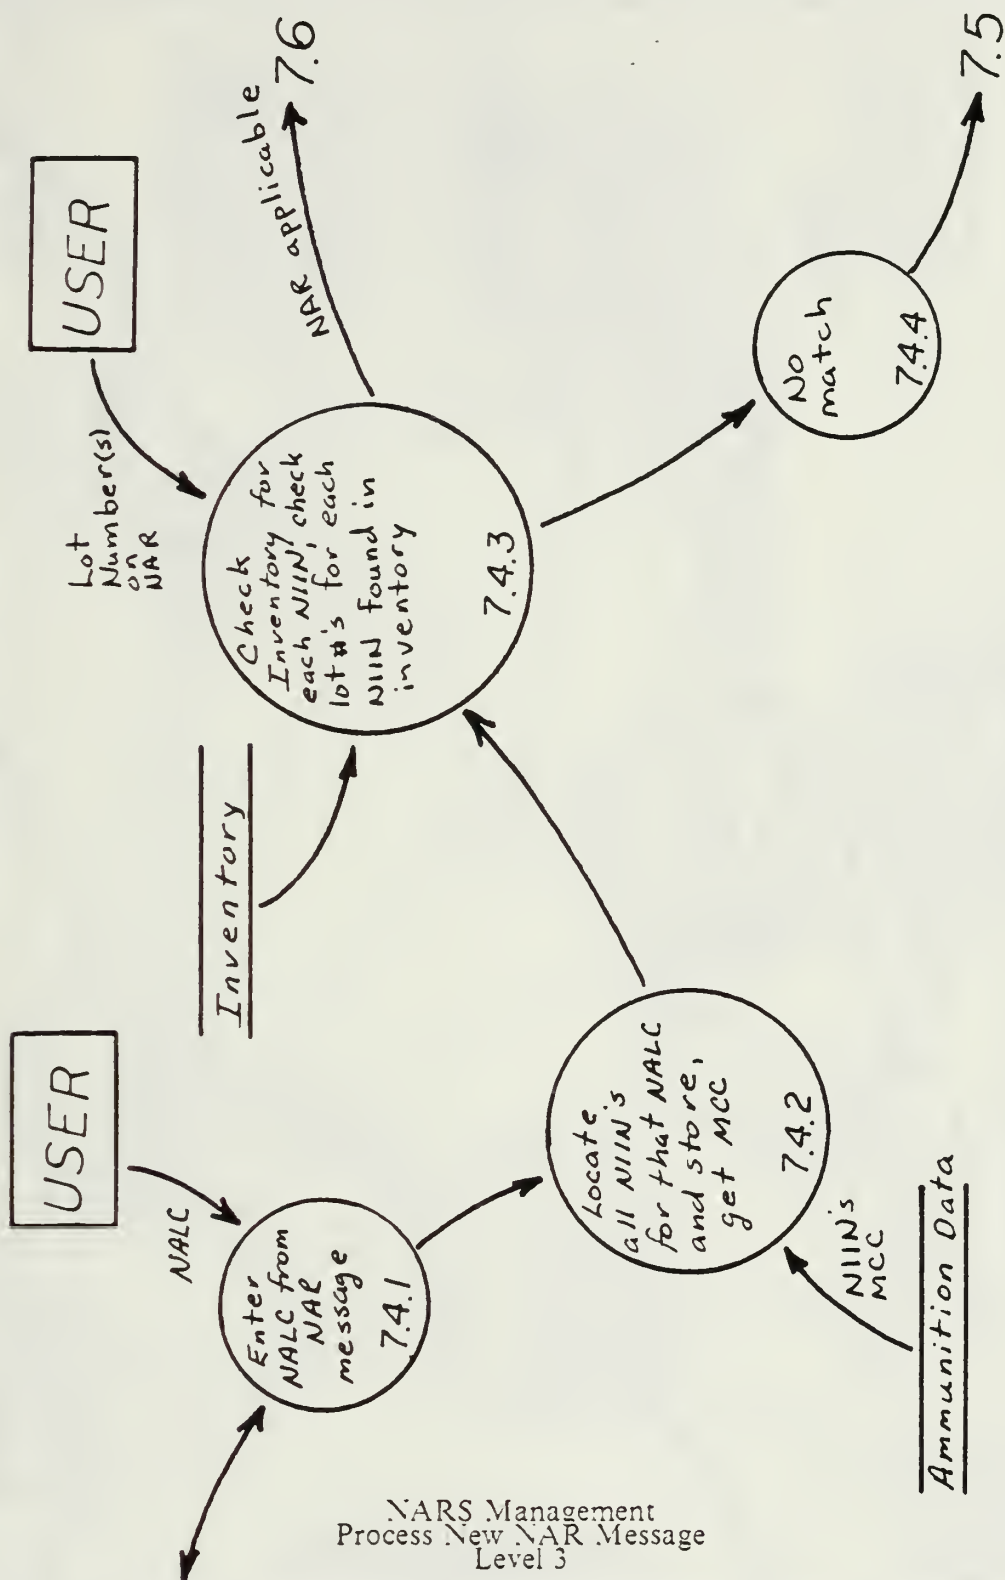 USER
NALC
Enter
NALC from
NAR
message
7.4.1
Locate
all NIIN's
for that NALC
and store,
get MCC
7.4.2
NIIN's
MCC
Ammunition Data
Inventory
USER
Lot
Number(s)
on
NAR
Check
Inventory for
each NIIN, check
lot #'s for each
NIIN found in
inventory
7.4.3
NAR applicable
7.6
No
match
7.4.4
7.5
NARS Management
Process New NAR Message
Level 3